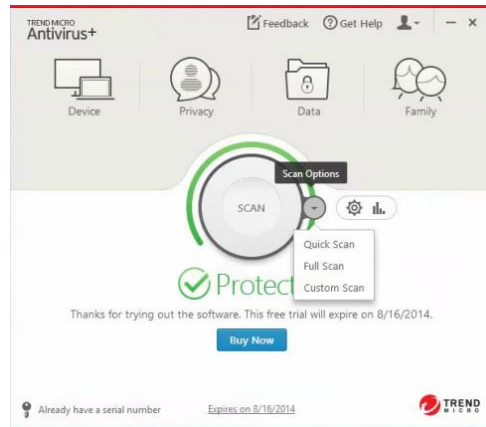 TREND MICRO
Antivirus+
Feedback
Get Help
Device
Privacy
Data
Family
Scan Options
SCAN
Quick Scan
Full Scan
Custom Scan
Protec
Thanks for trying out the software. This free trial will expire on 8/16/2014.
Buy Now
Already have a serial number
Expires on 8/16/2014
TREND
MICRO